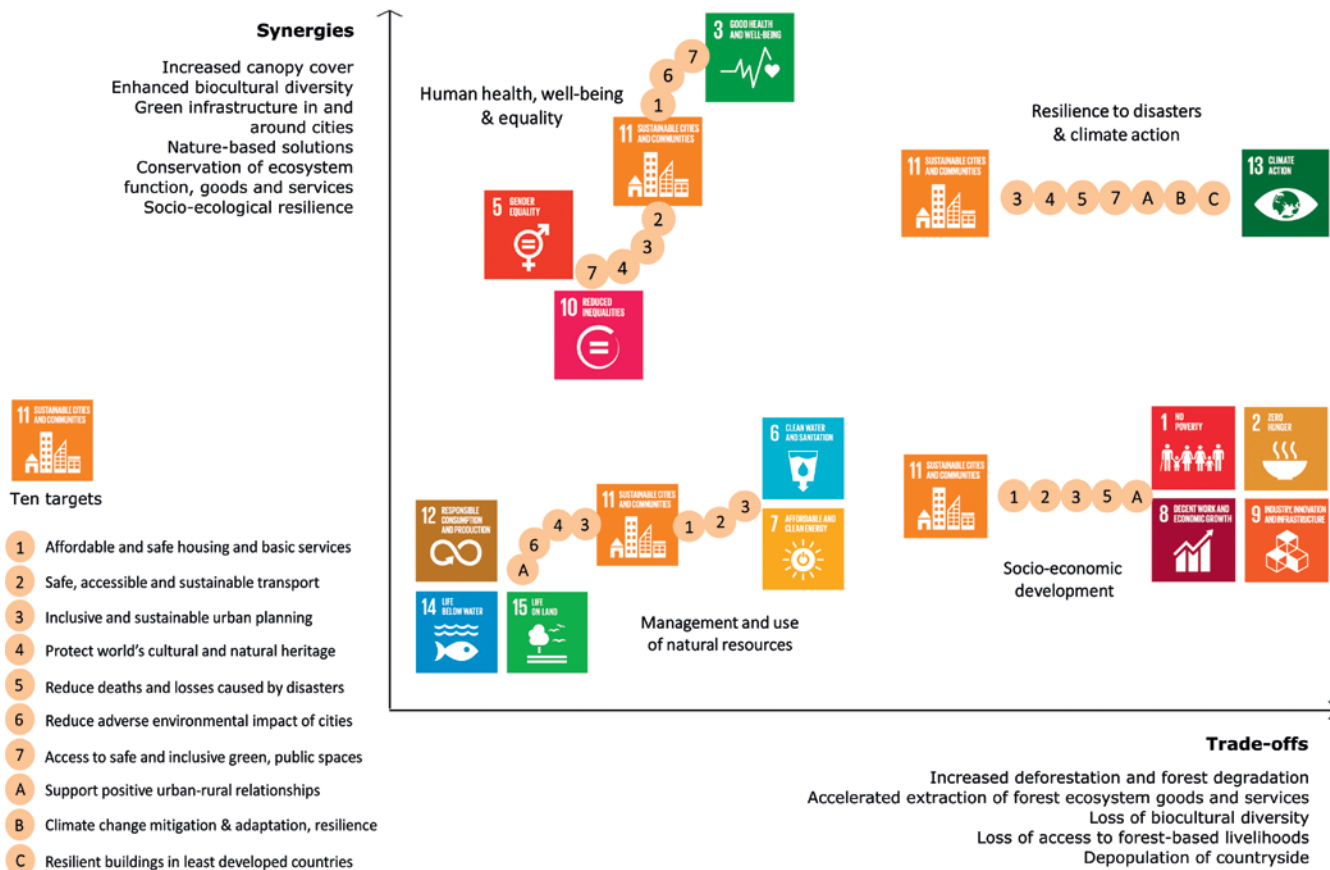 Synergies
Increased canopy cover
Enhanced biocultural diversity
Green infrastructure in and
around cities
Nature-based solutions
Conservation of ecosystem
function, goods and services
Socio-ecological resilience
Human health, well-being
& equality
3 GOOD HEALTH
AND WELL-BEING
7
6
1
11 SUSTAINABLE CITIES
AND COMMUNITIES
2
3
4
7
5 GENDER
EQUALITY
10 REDUCED
INEQUALITIES
Resilience to disasters
& climate action
11 SUSTAINABLE CITIES
AND COMMUNITIES
3 4 5 7 A B C
13 CLIMATE
ACTION
11 SUSTAINABLE CITIES
AND COMMUNITIES
Ten targets
1 Affordable and safe housing and basic services
2 Safe, accessible and sustainable transport
3 Inclusive and sustainable urban planning
4 Protect world's cultural and natural heritage
5 Reduce deaths and losses caused by disasters
6 Reduce adverse environmental impact of cities
7 Access to safe and inclusive green, public spaces
A Support positive urban-rural relationships
B Climate change mitigation & adaptation, resilience
C Resilient buildings in least developed countries
12 RESPONSIBLE
CONSUMPTION
AND PRODUCTION
A
6
4
3
11 SUSTAINABLE CITIES
AND COMMUNITIES
1
2
3
6 CLEAN WATER
AND SANITATION
7 AFFORDABLE AND
CLEAN ENERGY
14 LIFE
BELOW WATER
15 LIFE
ON LAND
Management and use
of natural resources
11 SUSTAINABLE CITIES
AND COMMUNITIES
1 2 3 5 A
1 NO
POVERTY
2 ZERO
HUNGER
8 DECENT WORK AND
ECONOMIC GROWTH
9 INDUSTRY, INNOVATION
AND INFRASTRUCTURE
Socio-economic
development
Trade-offs
Increased deforestation and forest degradation
Accelerated extraction of forest ecosystem goods and services
Loss of biocultural diversity
Loss of access to forest-based livelihoods
Depopulation of countryside